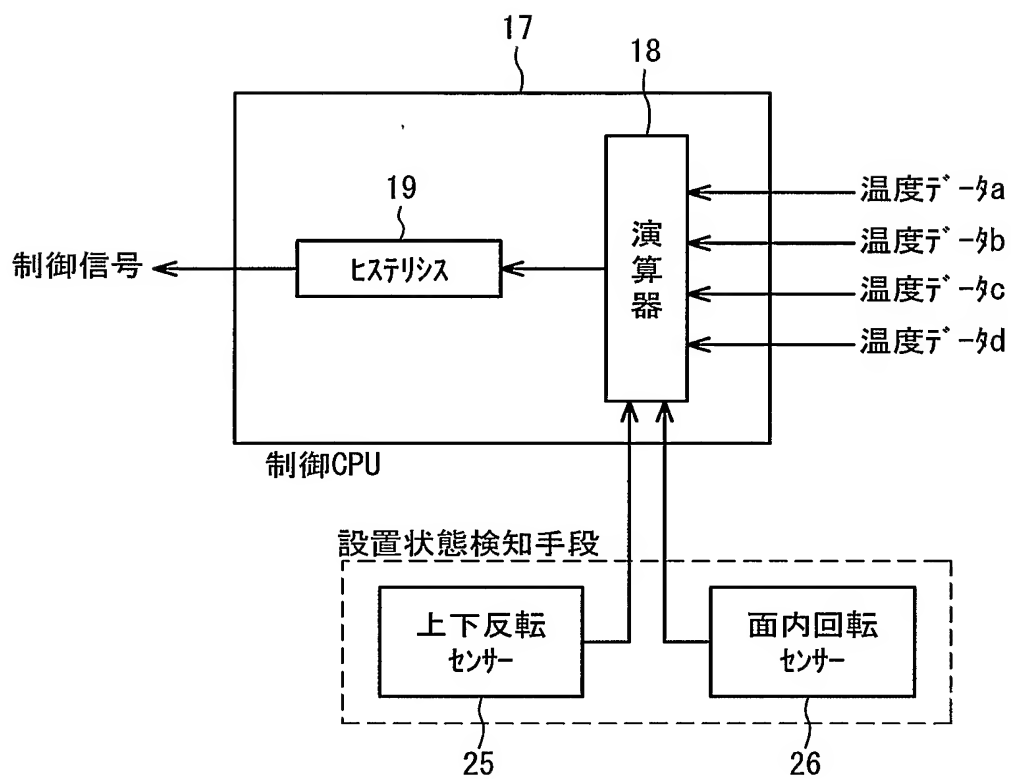 17
18
温度ﾃﾞｰﾀa
19
温度ﾃﾞｰﾀb
制御信号
ﾋｽﾃﾘｼｽ
演算器
温度ﾃﾞｰﾀc
温度ﾃﾞｰﾀd
制御CPU
設置状態検知手段
上下反転
ｾﾝｻｰ
面内回転
ｾﾝｻｰ
25
26